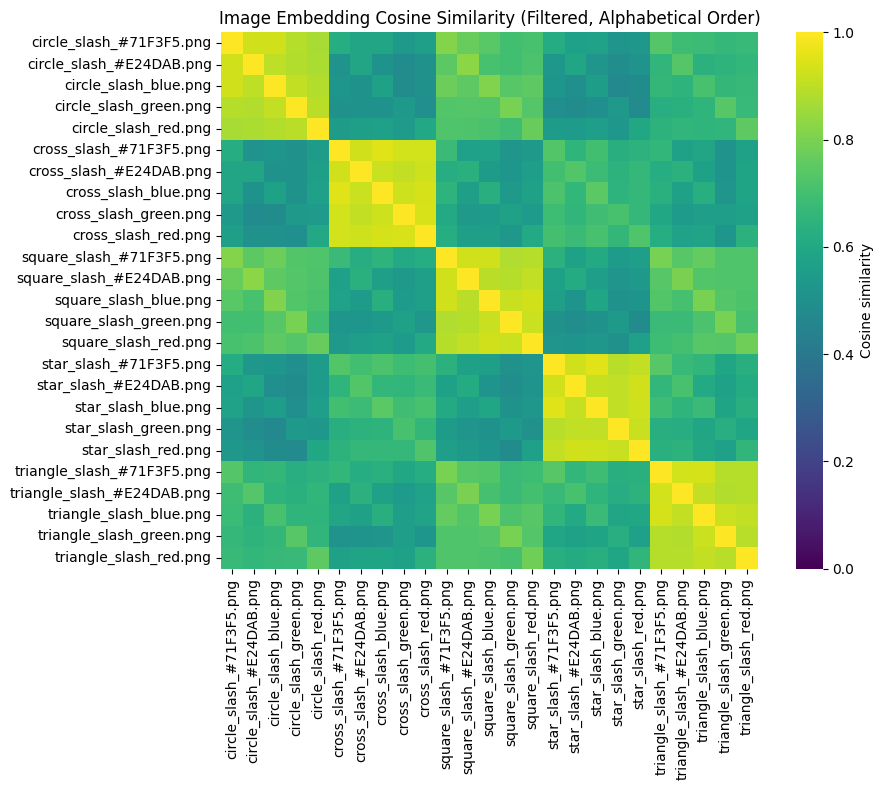 Image Embedding Cosine Similarity (Filtered, Alphabetical Order)
circle_slash_#71F3F5.png
circle_slash_#E24DAB.png
circle_slash_blue.png
circle_slash_green.png
circle_slash_red.png
cross_slash_#71F3F5.png
cross_slash_#E24DAB.png
cross_slash_blue.png
cross_slash_green.png
cross_slash_red.png
square_slash_#71F3F5.png
square_slash_#E24DAB.png
square_slash_blue.png
square_slash_green.png
square_slash_red.png
star_slash_#71F3F5.png
star_slash_#E24DAB.png
star_slash_blue.png
star_slash_green.png
star_slash_red.png
triangle_slash_#71F3F5.png
triangle_slash_#E24DAB.png
triangle_slash_blue.png
triangle_slash_green.png
triangle_slash_red.png
circle_slash_#71F3F5.png
circle_slash_#E24DAB.png
circle_slash_blue.png
circle_slash_green.png
circle_slash_red.png
cross_slash_#71F3F5.png
cross_slash_#E24DAB.png
cross_slash_blue.png
cross_slash_green.png
cross_slash_red.png
square_slash_#71F3F5.png
square_slash_#E24DAB.png
square_slash_blue.png
square_slash_green.png
square_slash_red.png
star_slash_#71F3F5.png
star_slash_#E24DAB.png
star_slash_blue.png
star_slash_green.png
star_slash_red.png
triangle_slash_#71F3F5.png
triangle_slash_#E24DAB.png
triangle_slash_blue.png
triangle_slash_green.png
triangle_slash_red.png
1.0
0.8
0.6
0.4
0.2
0.0
Cosine similarity